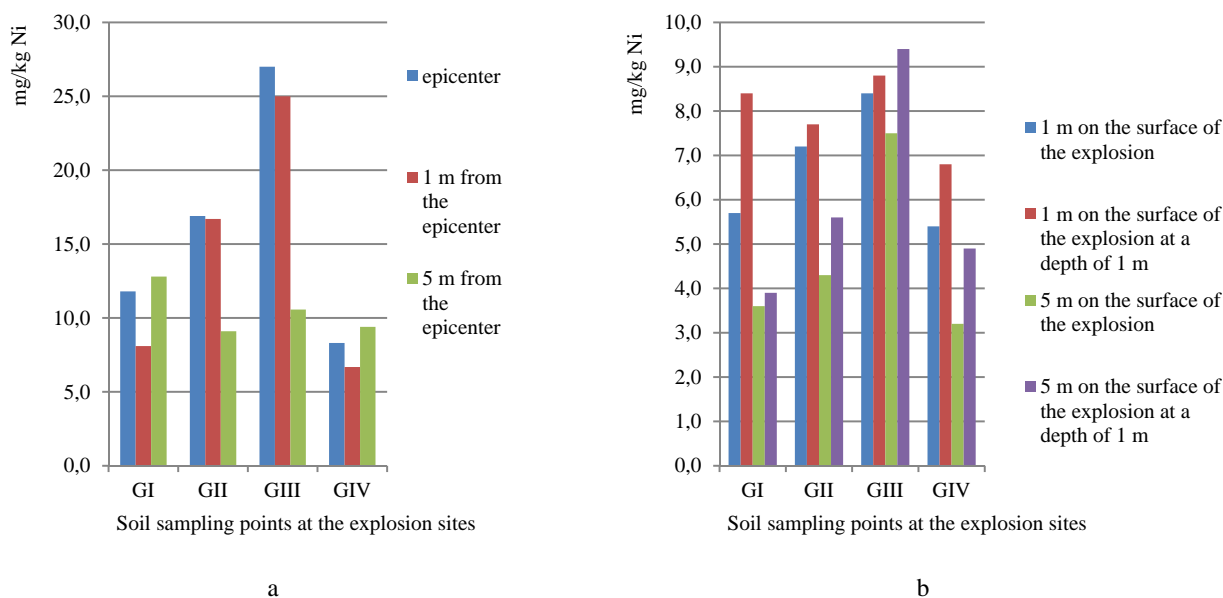 mg/kg Ni
30,0
25,0
20,0
15,0
10,0
5,0
0,0
GI GII GIII GIV
Soil sampling points at the explosion sites
epicenter
1 m from
the
epicenter
5 m from
the
epicenter
a
mg/kg Ni
10,0
9,0
8,0
7,0
6,0
5,0
4,0
3,0
2,0
1,0
0,0
GI GII GIII GIV
Soil sampling points at the explosion sites
1 m on the surface of
the explosion
1 m on the surface of
the explosion at a
depth of 1 m
5 m on the surface of
the explosion
5 m on the surface of
the explosion at a
depth of 1 m
b